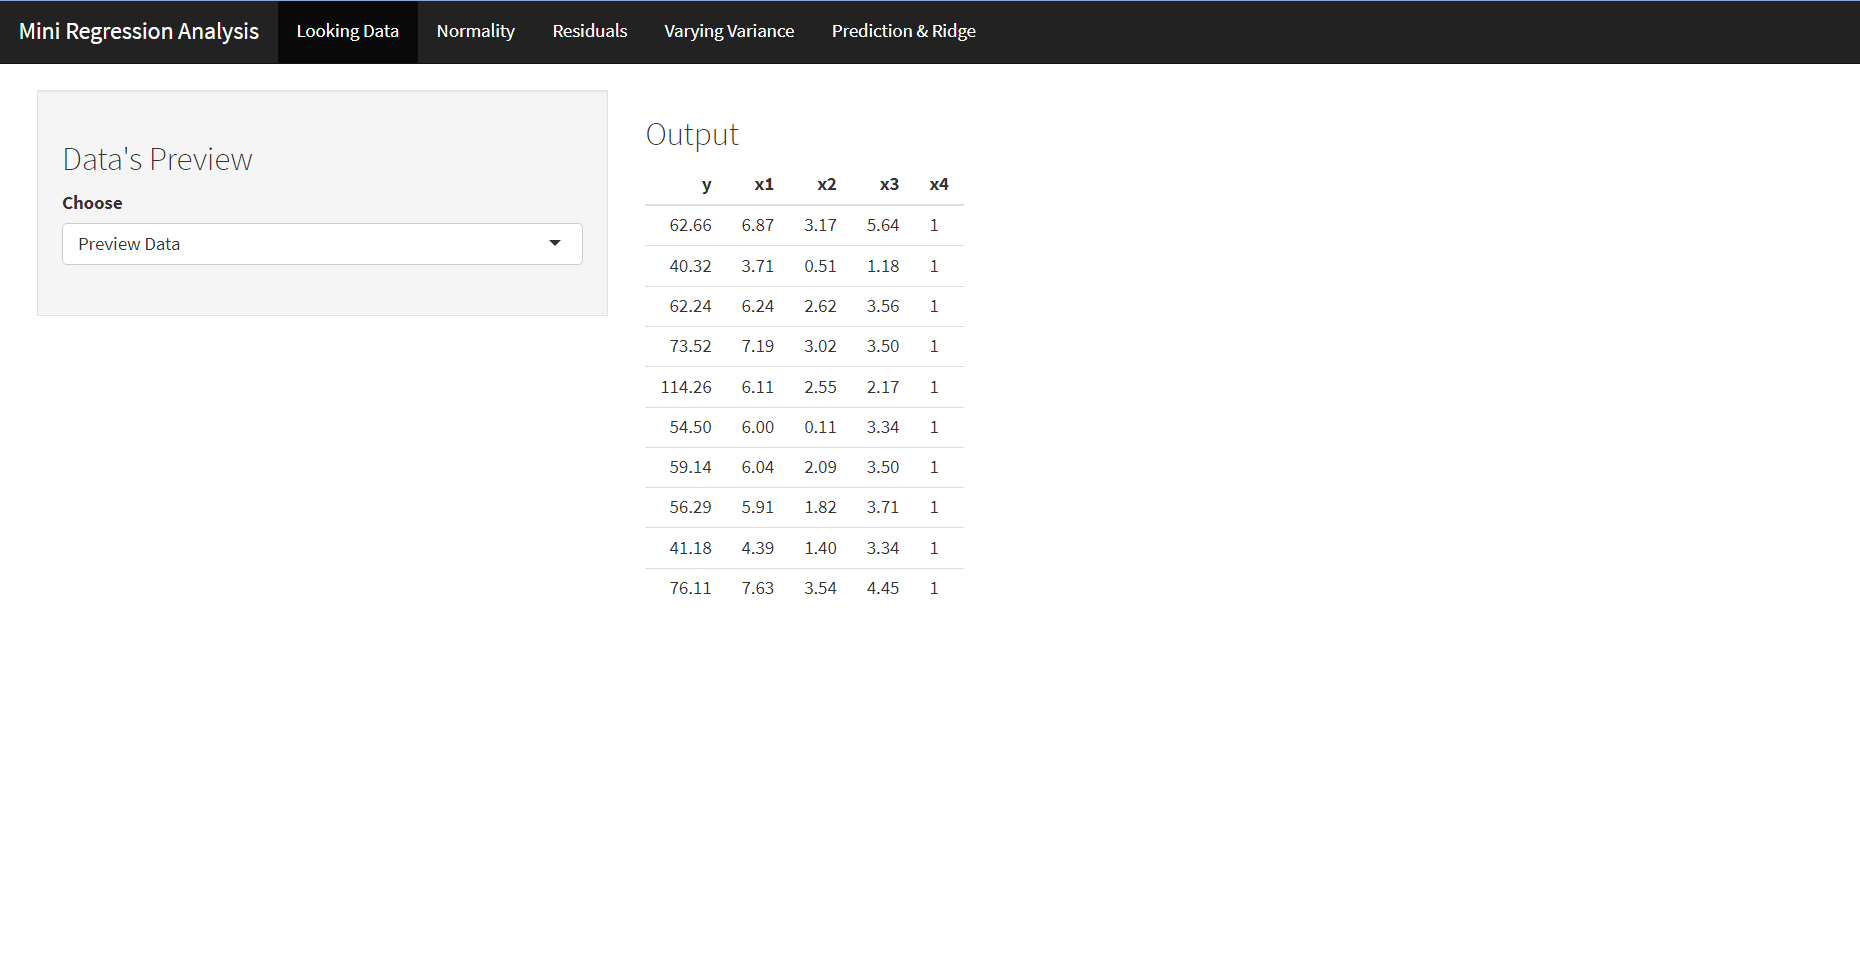 Mini Regression Analysis Looking Data Normality Residuals Varying Variance Prediction & Ridge
Data's Preview
Choose
Preview Data
Output
y x1 x2 x3 x4
62.66 6.87 3.17 5.64 1
40.32 3.71 0.51 1.18 1
62.24 6.24 2.62 3.56 1
73.52 7.19 3.02 3.50 1
114.26 6.11 2.55 2.17 1
54.50 6.00 0.11 3.34 1
59.14 6.04 2.09 3.50 1
56.29 5.91 1.82 3.71 1
41.18 4.39 1.40 3.34 1
76.11 7.63 3.54 4.45 1